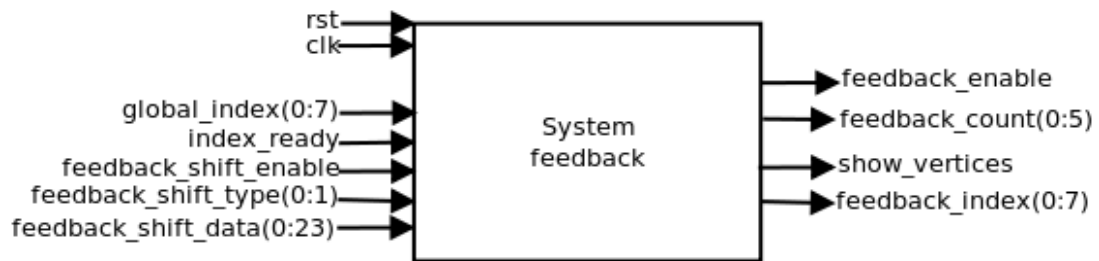 rst
clk
global_index(0:7)
index_ready
feedback_shift_enable
feedback_shift_type(0:1)
feedback_shift_data(0:23)
System
feedback
feedback_enable
feedback_count(0:5)
show_vertices
feedback_index(0:7)